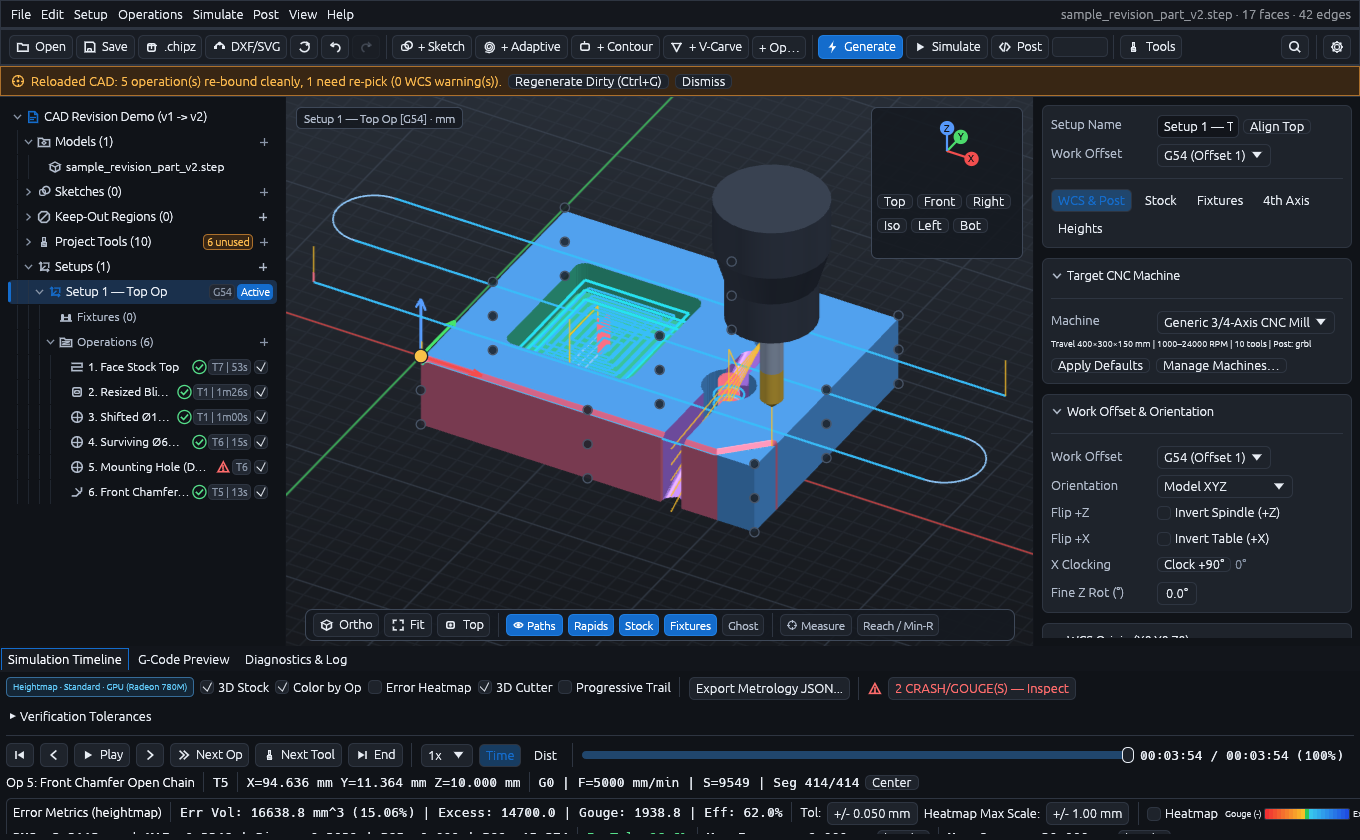 File Edit Setup Operations Simulate Post View Help
sample_revision_part_v2.step · 17 faces · 42 edges
Open Save .chipz DXF/SVG + Sketch + Adaptive + Contour + V-Carve + Op… Generate Simulate Post Tools
Reloaded CAD: 5 operation(s) re-bound cleanly, 1 need re-pick (0 WCS warning(s)). Regenerate Dirty (Ctrl+G) Dismiss
CAD Revision Demo (v1 -> v2)
Models (1) +
sample_revision_part_v2.step
Sketches (0) +
Keep-Out Regions (0) +
Project Tools (10) 6 unused +
Setups (1) +
Setup 1 — Top Op G54 Active
Fixtures (0)
Operations (6) +
1. Face Stock Top T7 | 53s
2. Resized Bli… T1 | 1m26s
3. Shifted Ø1… T1 | 1m00s
4. Surviving Ø6… T6 | 15s
5. Mounting Hole (D… T6
6. Front Chamfer… T5 | 13s
Setup 1 — Top Op [G54] · mm
Z
Y
X
Top Front Right
Iso Left Bot
Ortho Fit Top Paths Rapids Stock Fixtures Ghost Measure Reach / Min-R
Setup Name Setup 1 — T Align Top
Work Offset G54 (Offset 1)
WCS & Post Stock Fixtures 4th Axis
Heights
Target CNC Machine
Machine Generic 3/4-Axis CNC Mill
Travel 400×300×150 mm | 1000–24000 RPM | 10 tools | Post: grbl
Apply Defaults Manage Machines…
Work Offset & Orientation
Work Offset G54 (Offset 1)
Orientation Model XYZ
Flip +Z Invert Spindle (+Z)
Flip +X Invert Table (+X)
X Clocking Clock +90° 0°
Fine Z Rot (°) 0.0°
Simulation Timeline G-Code Preview Diagnostics & Log
Heightmap · Standard · GPU (Radeon 780M) 3D Stock Color by Op Error Heatmap 3D Cutter Progressive Trail Export Metrology JSON… 2 CRASH/GOUGE(S) — Inspect
Verification Tolerances
Play Next Op Next Tool End 1x Time Dist 00:03:54 / 00:03:54 (100%)
Op 5: Front Chamfer Open Chain T5 X=94.636 mm Y=11.364 mm Z=10.000 mm G0 | F=5000 mm/min | S=9549 | Seg 414/414 Center
Error Metrics (heightmap) Err Vol: 16638.8 mm^3 (15.06%) | Excess: 14700.0 | Gouge: 1938.8 | Eff: 62.0% Tol: +/- 0.050 mm Heatmap Max Scale: +/- 1.00 mm Heatmap Gouge (-)